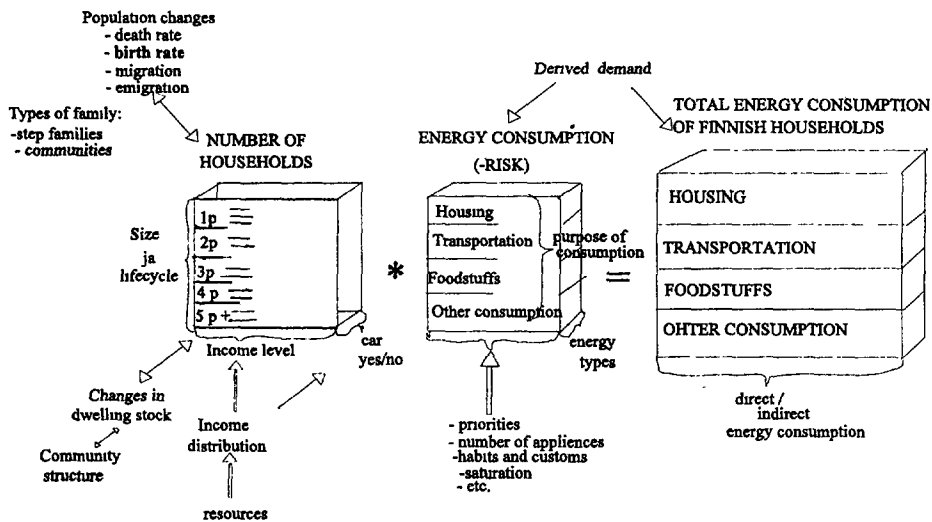 Population changes
- death rate
- birth rate
- migration
- emigration
Types of family:
-step families
- communities
NUMBER OF
HOUSEHOLDS
Size
ja
lifecycle
1p
2p
3p
4 p
5 p +
Income level
car
yes/no
Changes in
dwelling stock
Community
structure
Income
distribution
resources
*
Derived demand
ENERGY CONSUMPTION
(-RISK)
Housing
Transportation
Foodstuffs
Other consumption
purpose of
consumption
energy
types
- priorities
- number of appliences
-habits and customs
-saturation
- etc.
=
TOTAL ENERGY CONSUMPTION
OF FINNISH HOUSEHOLDS
HOUSING
TRANSPORTATION
FOODSTUFFS
OHTER CONSUMPTION
direct /
indirect
energy consumption